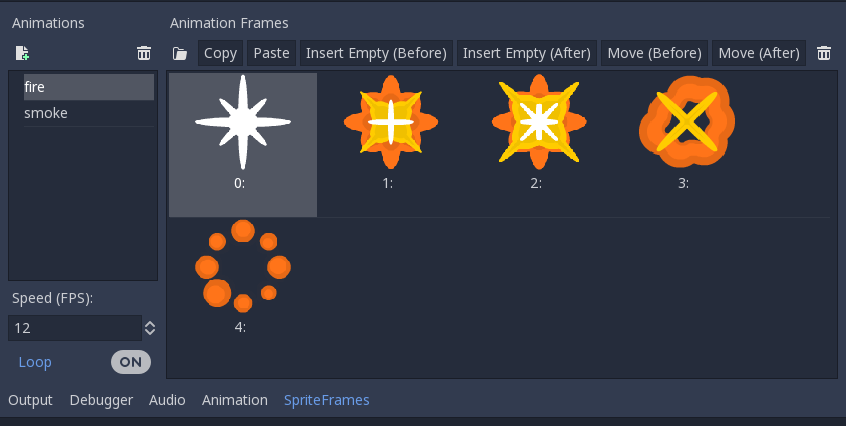 Animations
Animation Frames
Copy Paste Insert Empty (Before) Insert Empty (After) Move (Before) Move (After)
fire
smoke
0: 1: 2: 3:
4:
Speed (FPS):
12
Loop ON
Output Debugger Audio Animation SpriteFrames